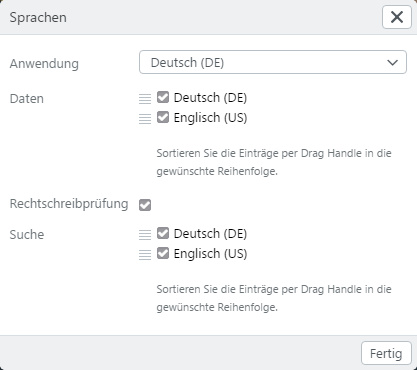 Sprachen
Anwendung
Deutsch (DE)
Daten
Deutsch (DE)
Englisch (US)
Sortieren Sie die Einträge per Drag Handle in die
gewünschte Reihenfolge.
Rechtschreibprüfung
Suche
Deutsch (DE)
Englisch (US)
Sortieren Sie die Einträge per Drag Handle in die
gewünschte Reihenfolge.
Fertig